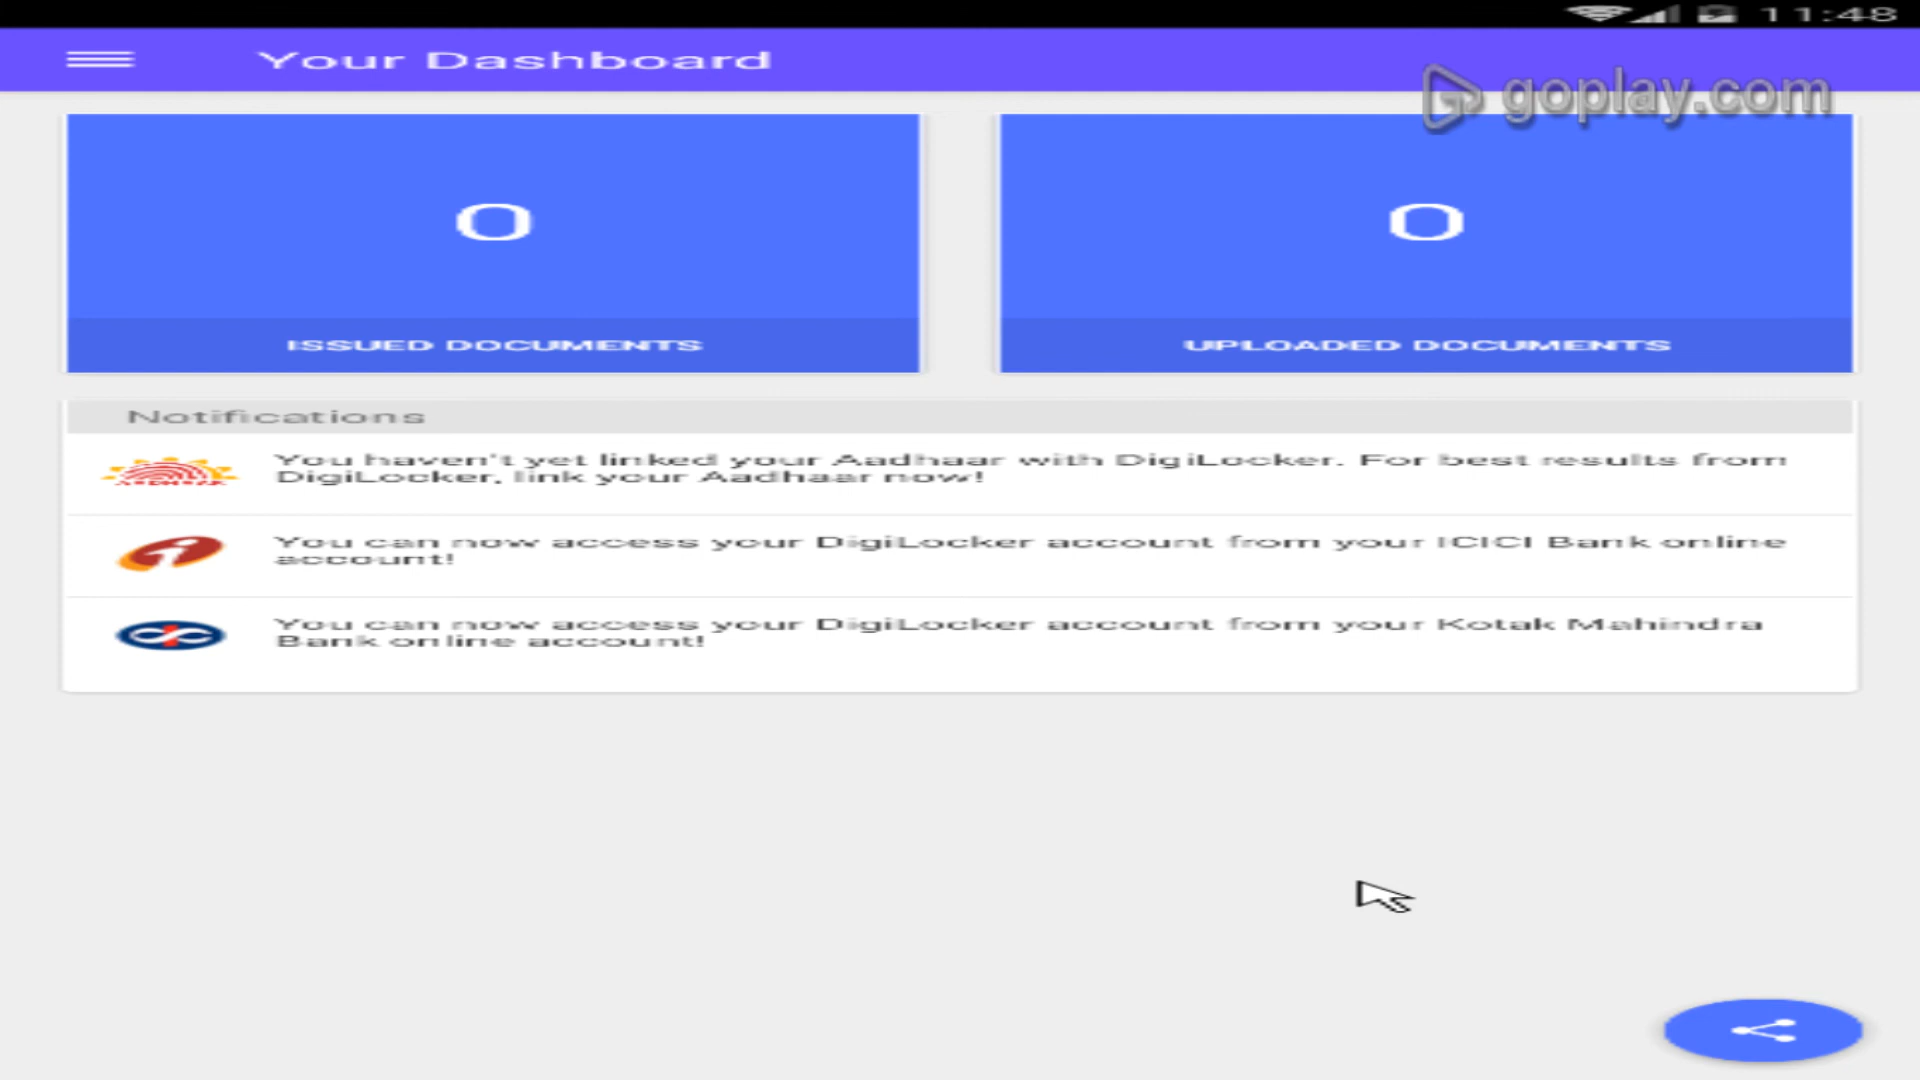 11:48
Your Dashboard
goplay.com
0
0
ISSUED DOCUMENTS
UPLOADED DOCUMENTS
Notifications
You haven't yet linked your Aadhaar with DigiLocker. For best results from
DigiLocker, link your Aadhaar now!
AADHAAR
You can now access your DigiLocker account from your ICICI Bank online
account!
You can now access your DigiLocker account from your Kotak Mahindra
Bank online account!